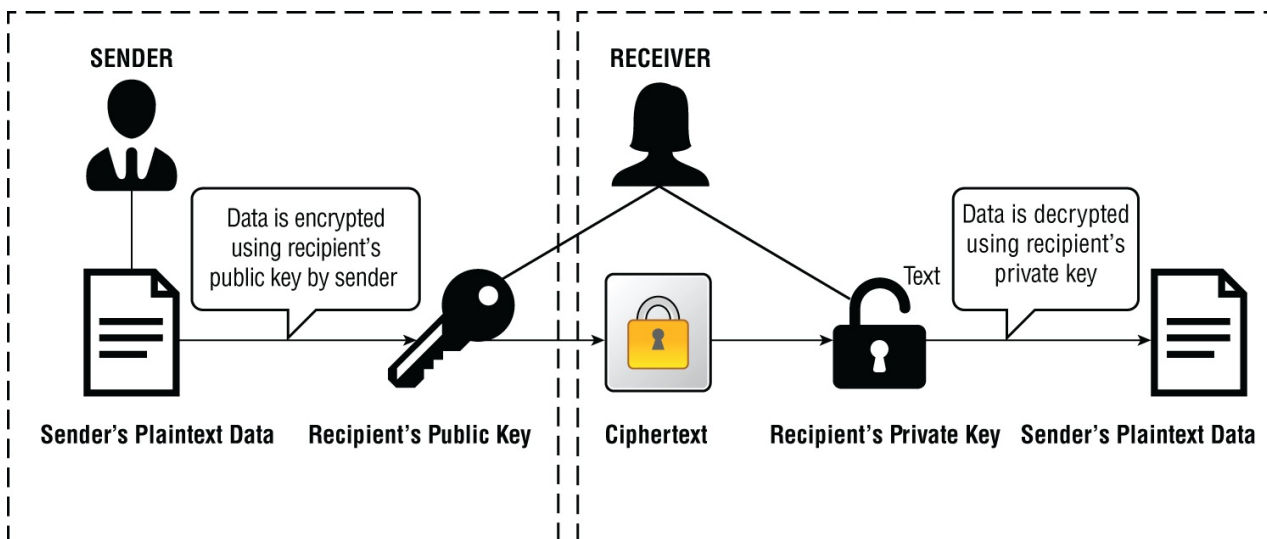 SENDER
RECEIVER
Data is encrypted
using recipient’s
public key by sender
Text
Data is decrypted
using recipient’s
private key
Sender’s Plaintext Data
Recipient’s Public Key
Ciphertext
Recipient’s Private Key
Sender’s Plaintext Data